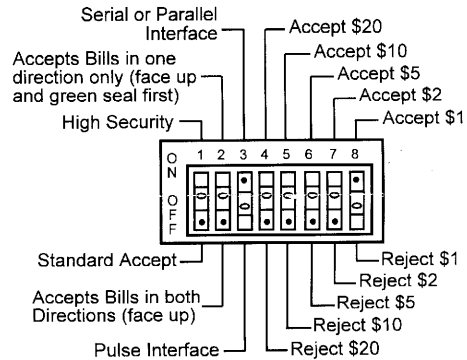 Serial or Parallel
Interface
Accept $20
Accept $10
Accepts Bills in one
direction only (face up
and green seal first)
Accept $5
Accept $2
High Security
Accept $1
ON
1 2 3 4 5 6 7 8
OFF
Standard Accept
Reject $1
Reject $2
Accepts Bills in both
Directions (face up)
Reject $5
Reject $10
Pulse Interface
Reject $20